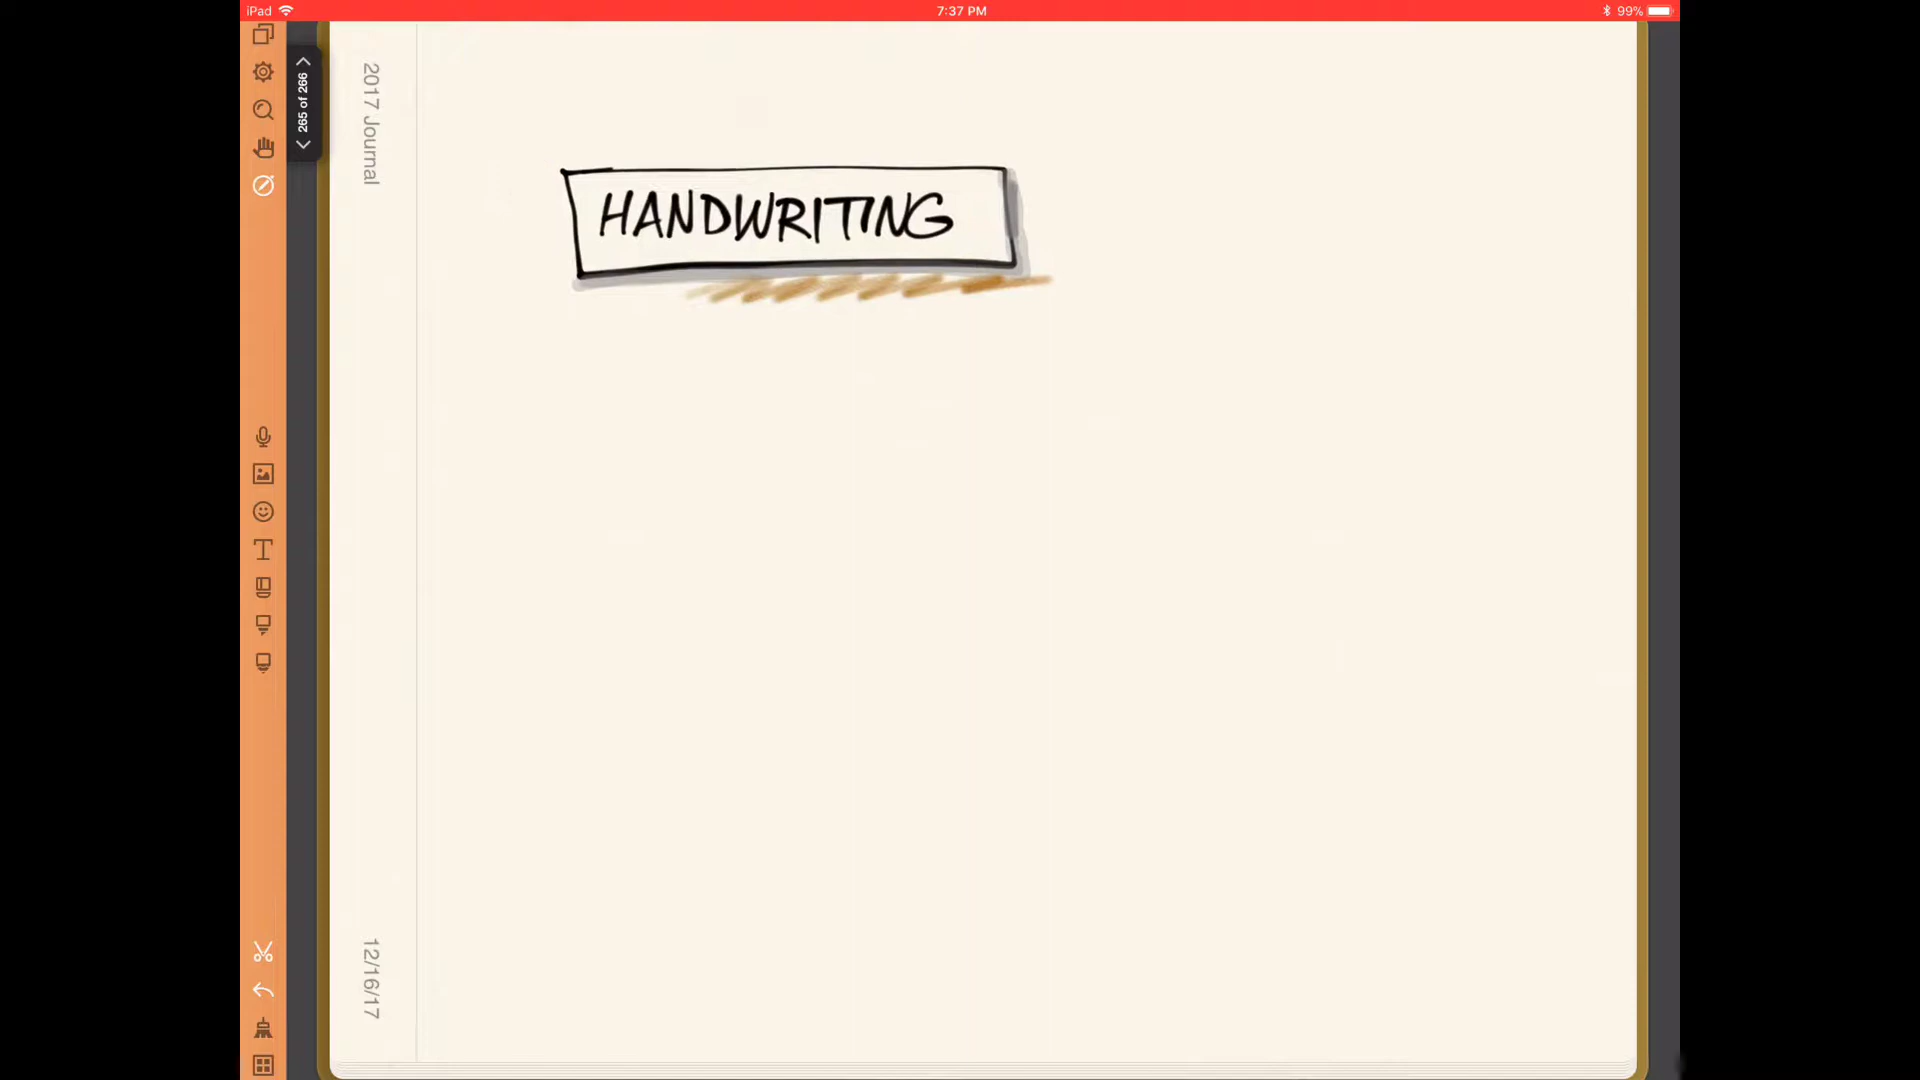 iPad
7:37 PM
99%
265 of 266
2017 Journal
HANDWRITING
12/16/17